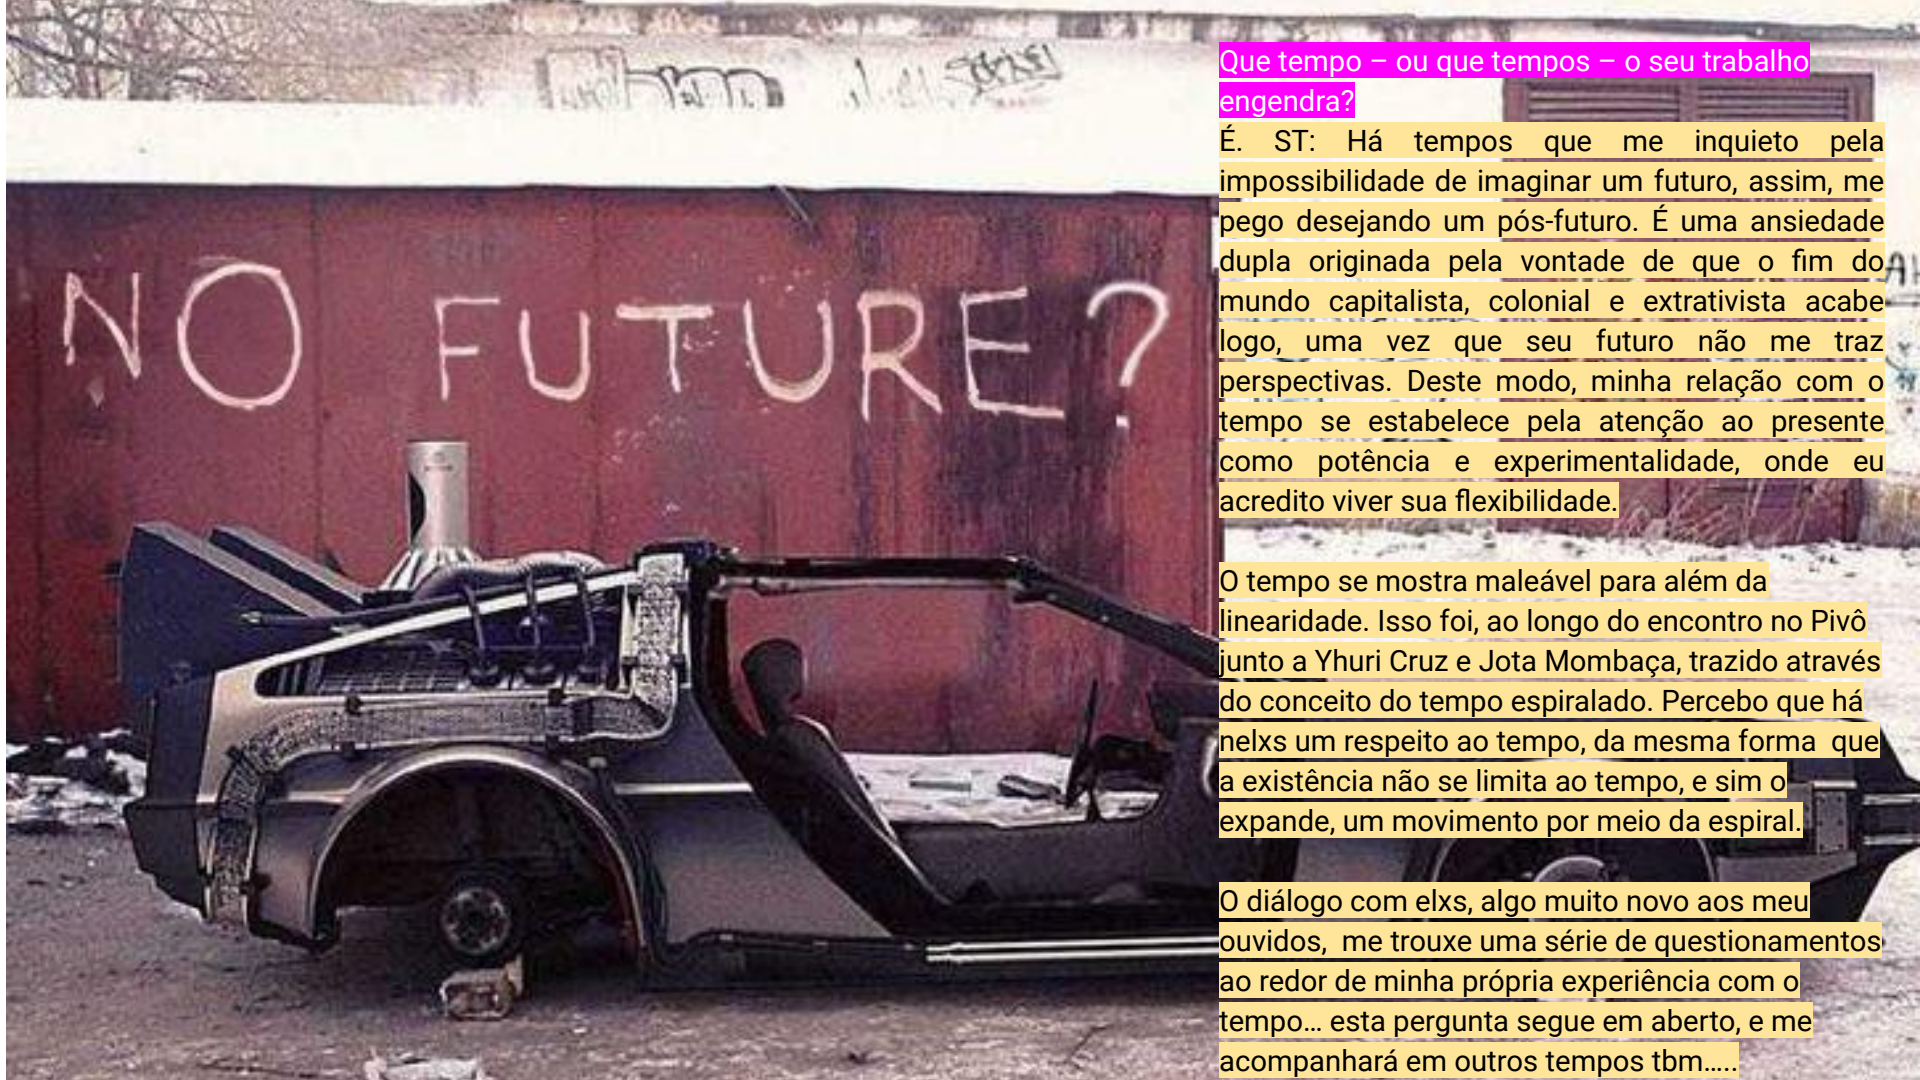 NO FUTURE?
Que tempo – ou que tempos – o seu trabalho
engendra?
É. ST: Há tempos que me inquieto pela
impossibilidade de imaginar um futuro, assim, me
pego desejando um pós-futuro. É uma ansiedade
dupla originada pela vontade de que o fim do
mundo capitalista, colonial e extrativista acabe
logo, uma vez que seu futuro não me traz
perspectivas. Deste modo, minha relação com o
tempo se estabelece pela atenção ao presente
como potência e experimentalidade, onde eu
acredito viver sua flexibilidade.
O tempo se mostra maleável para além da
linearidade. Isso foi, ao longo do encontro no Pivô
junto a Yhuri Cruz e Jota Mombaça, trazido através
do conceito do tempo espiralado. Percebo que há
nelxs um respeito ao tempo, da mesma forma  que
a existência não se limita ao tempo, e sim o
expande, um movimento por meio da espiral.
O diálogo com elxs, algo muito novo aos meu
ouvidos,  me trouxe uma série de questionamentos
ao redor de minha própria experiência com o
tempo… esta pergunta segue em aberto, e me
acompanhará em outros tempos tbm…..